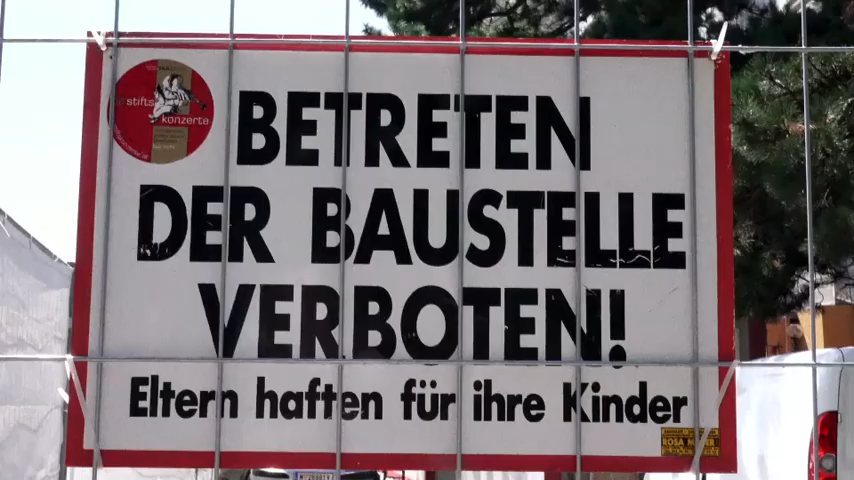 stifts
konzerte
BETRETEN
DER BAUSTELLE
VERBOTEN!
Eltern haften für ihre Kinder
ROSA